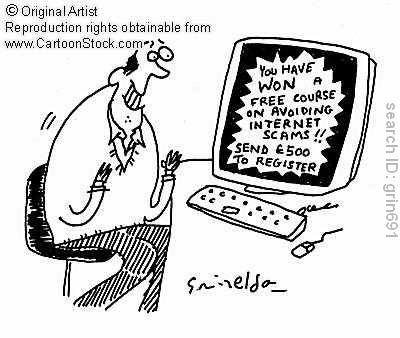 © Original Artist
Reproduction rights obtainable from
www.CartoonStock.com
YOU HAVE
WON A
FREE COURSE
ON AVOIDING
INTERNET
SCAMS!!
SEND £500
TO REGISTER
search ID: grin691
Grizelda